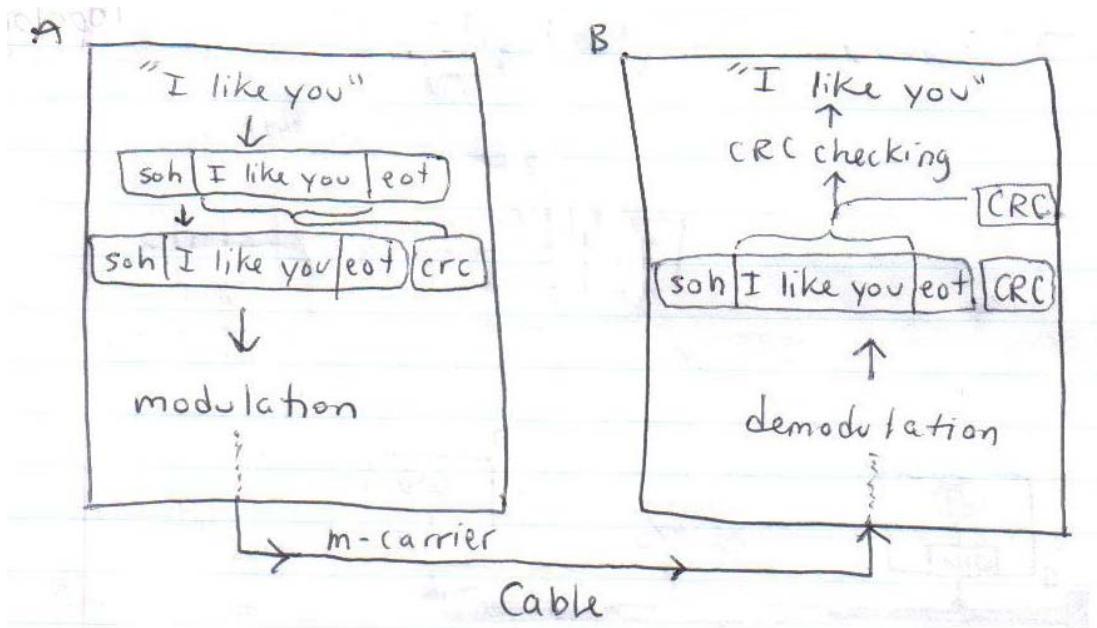 A
"I like you"
soh I like you eot
soh I like you eot crc
modulation
B
"I like you"
CRC checking
CRC
soh I like you eot CRC
demodulation
m-carrier
Cable